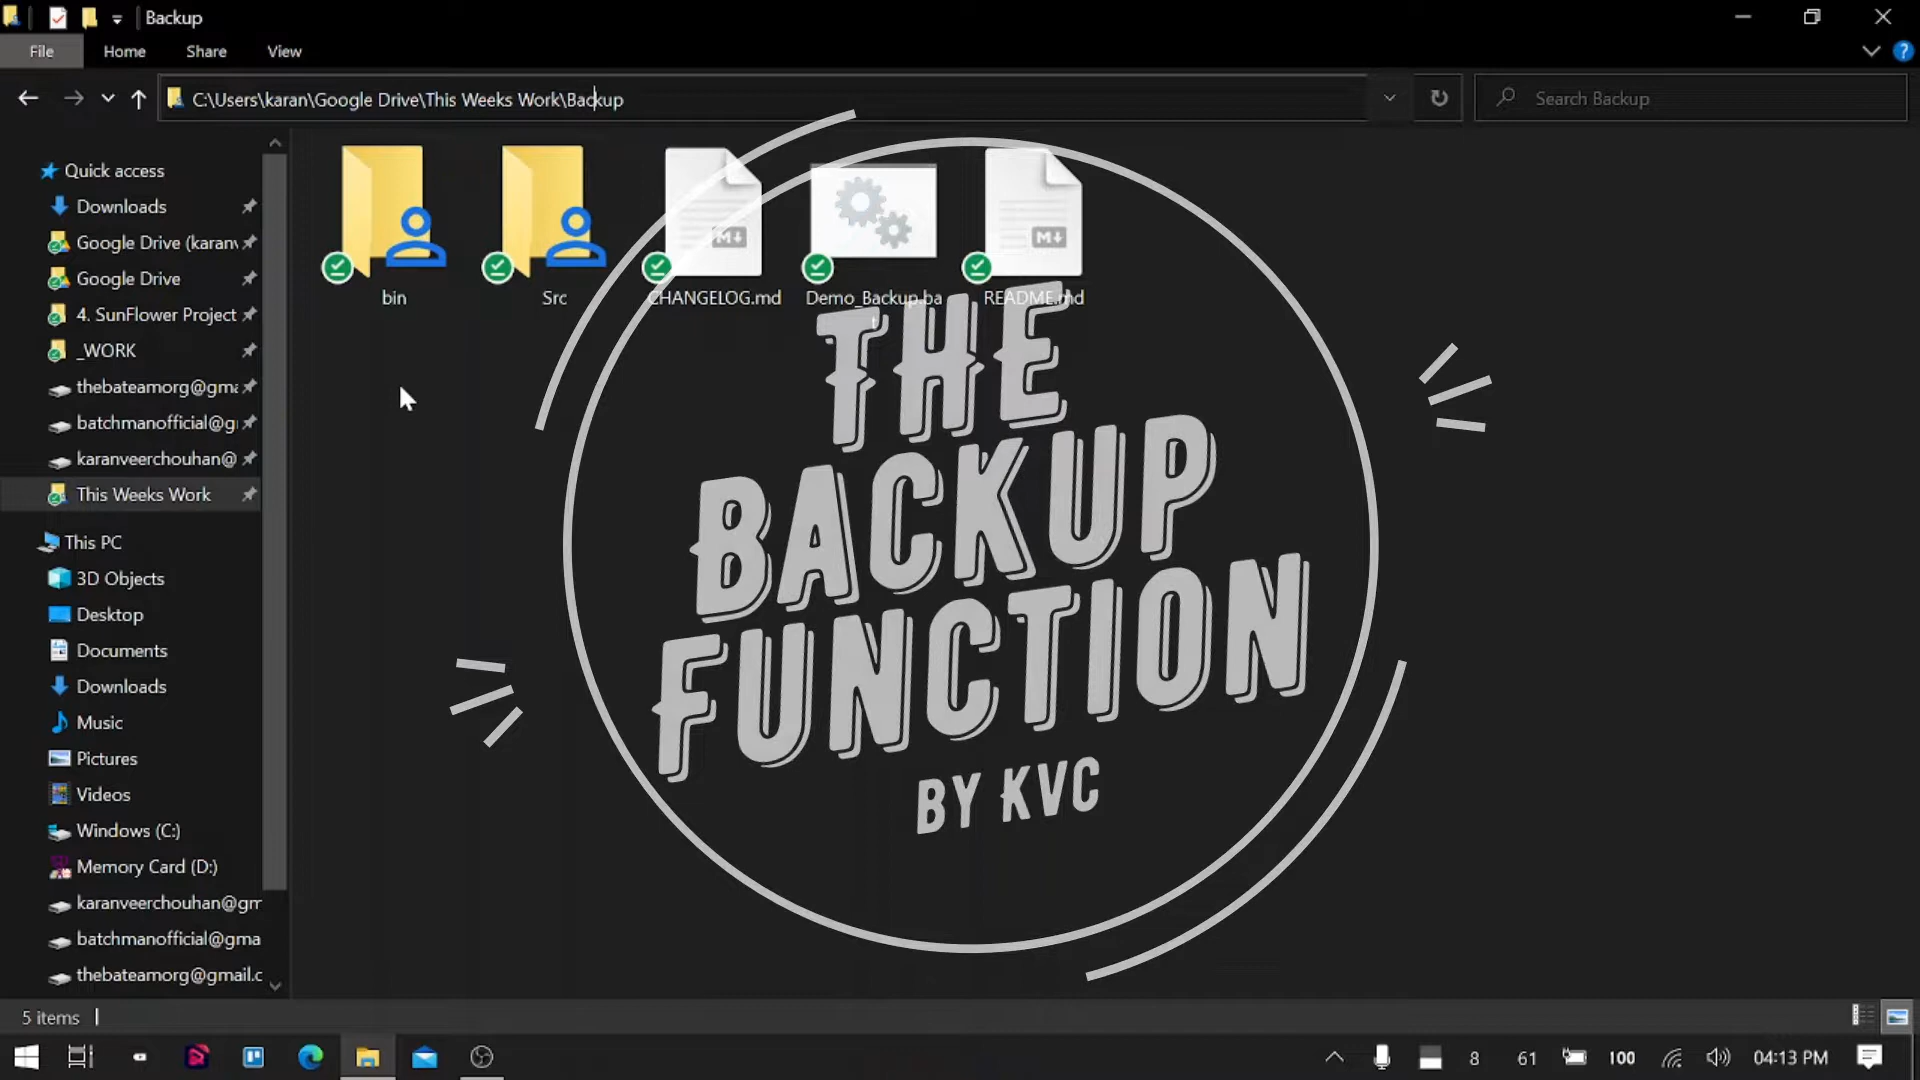 Backup
File
Home
Share
View
C:\Users\karan\Google Drive\This Weeks Work\Backup
Search Backup
Quick access
Downloads
Google Drive (karanv
Google Drive
4. SunFlower Project
_WORK
thebateamorg@gma
batchmanofficial@g
karanveerchouhan@
This Weeks Work
This PC
3D Objects
Desktop
Documents
Downloads
Music
Pictures
Videos
Windows (C:)
Memory Card (D:)
karanveerchouhan@gm
batchmanofficial@gma
thebateamorg@gmail.c
bin
Src
CHANGELOG.md
Demo_Backup.ba
t
README.md
THE
BACKUP
FUNCTION
BY KVC
5 items
8
61
100
04:13 PM